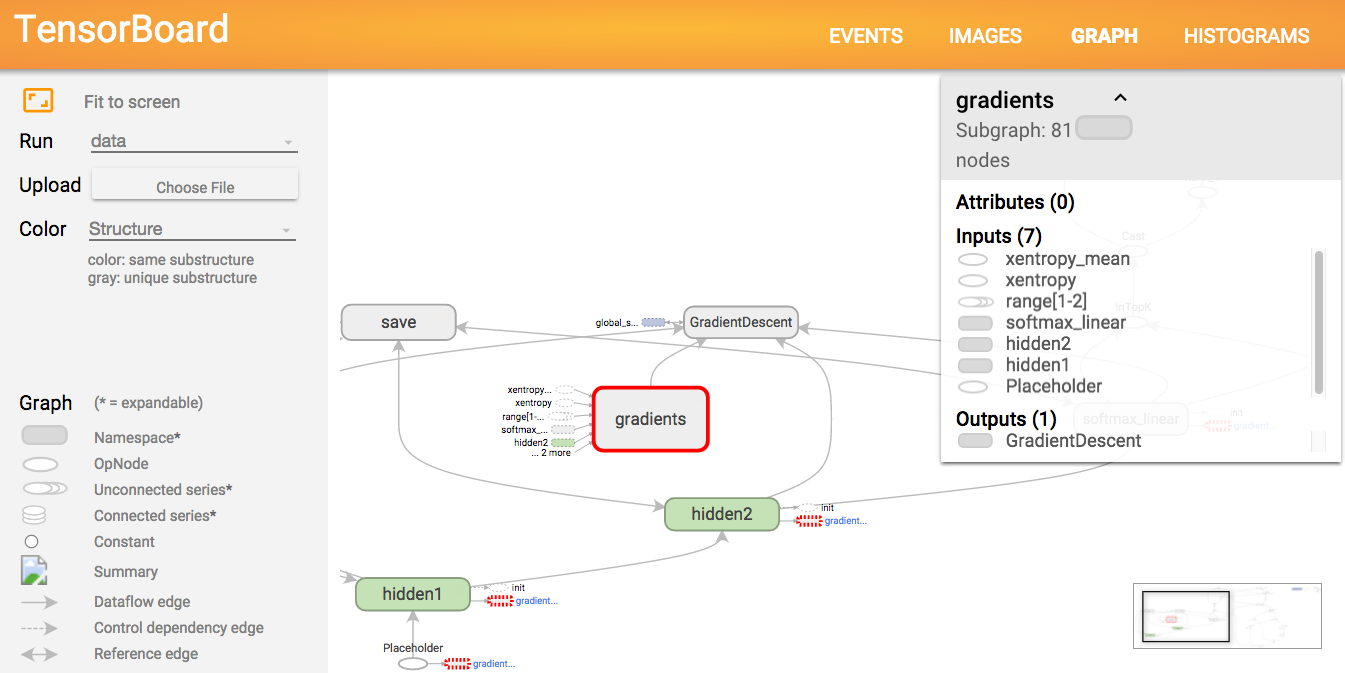 TensorBoard
EVENTS
IMAGES
GRAPH
HISTOGRAMS
Fit to screen
Run
data
Upload
Choose File
Color
Structure
color: same substructure
gray: unique substructure
Graph
(* = expandable)
Namespace*
OpNode
Unconnected series*
Connected series*
Constant
Summary
Dataflow edge
Control dependency edge
Reference edge
save
global_s...
GradientDescent
xentropy...
xentropy
range[1-...
softmax_...
hidden2
... 2 more
gradients
hidden2
init
gradient...
hidden1
init
gradient...
Placeholder
gradient...
gradients
Subgraph: 81
nodes
Attributes (0)
Inputs (7)
Cast
xentropy_mean
xentropy
range[1-2]
InTopK
softmax_linear
hidden2
hidden1
Placeholder
Outputs (1)
GradientDescent
softmax_linear
init
gradient...